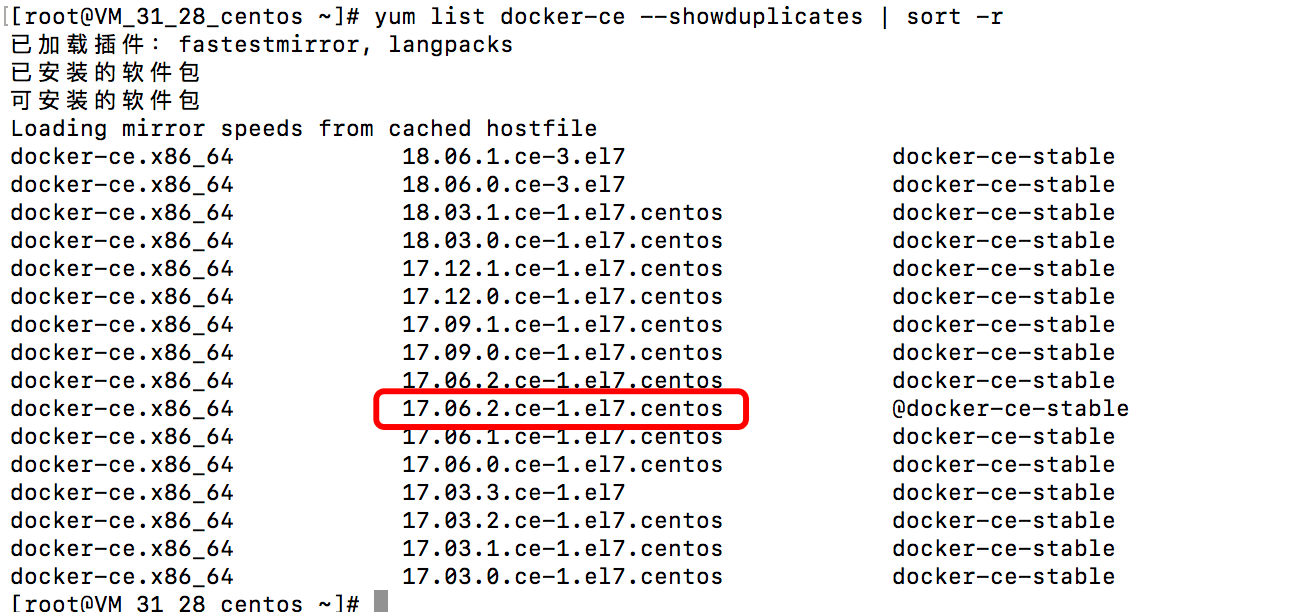 [root@VM_31_28_centos ~]# yum list docker-ce --showduplicates | sort -r
已加载插件：fastestmirror, langpacks
已安装的软件包
可安装的软件包
Loading mirror speeds from cached hostfile
docker-ce.x86_64 18.06.1.ce-3.el7 docker-ce-stable
docker-ce.x86_64 18.06.0.ce-3.el7 docker-ce-stable
docker-ce.x86_64 18.03.1.ce-1.el7.centos docker-ce-stable
docker-ce.x86_64 18.03.0.ce-1.el7.centos docker-ce-stable
docker-ce.x86_64 17.12.1.ce-1.el7.centos docker-ce-stable
docker-ce.x86_64 17.12.0.ce-1.el7.centos docker-ce-stable
docker-ce.x86_64 17.09.1.ce-1.el7.centos docker-ce-stable
docker-ce.x86_64 17.09.0.ce-1.el7.centos docker-ce-stable
docker-ce.x86_64 17.06.2.ce-1.el7.centos docker-ce-stable
docker-ce.x86_64 17.06.2.ce-1.el7.centos @docker-ce-stable
docker-ce.x86_64 17.06.1.ce-1.el7.centos docker-ce-stable
docker-ce.x86_64 17.06.0.ce-1.el7.centos docker-ce-stable
docker-ce.x86_64 17.03.3.ce-1.el7 docker-ce-stable
docker-ce.x86_64 17.03.2.ce-1.el7.centos docker-ce-stable
docker-ce.x86_64 17.03.1.ce-1.el7.centos docker-ce-stable
docker-ce.x86_64 17.03.0.ce-1.el7.centos docker-ce-stable
[root@VM_31_28_centos ~]#